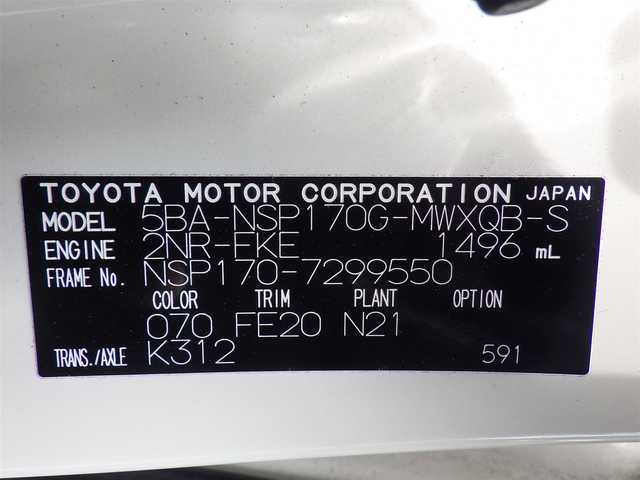 TOYOTA MOTOR CORPORATION JAPAN
MODEL 5BA-NSP170G-MWXQB-S
ENGINE 2NR-FKE 1496 mL
FRAME No. NSP170-7299550
COLOR TRIM PLANT OPTION
070 FE20 N21
TRANS./AXLE K312 591